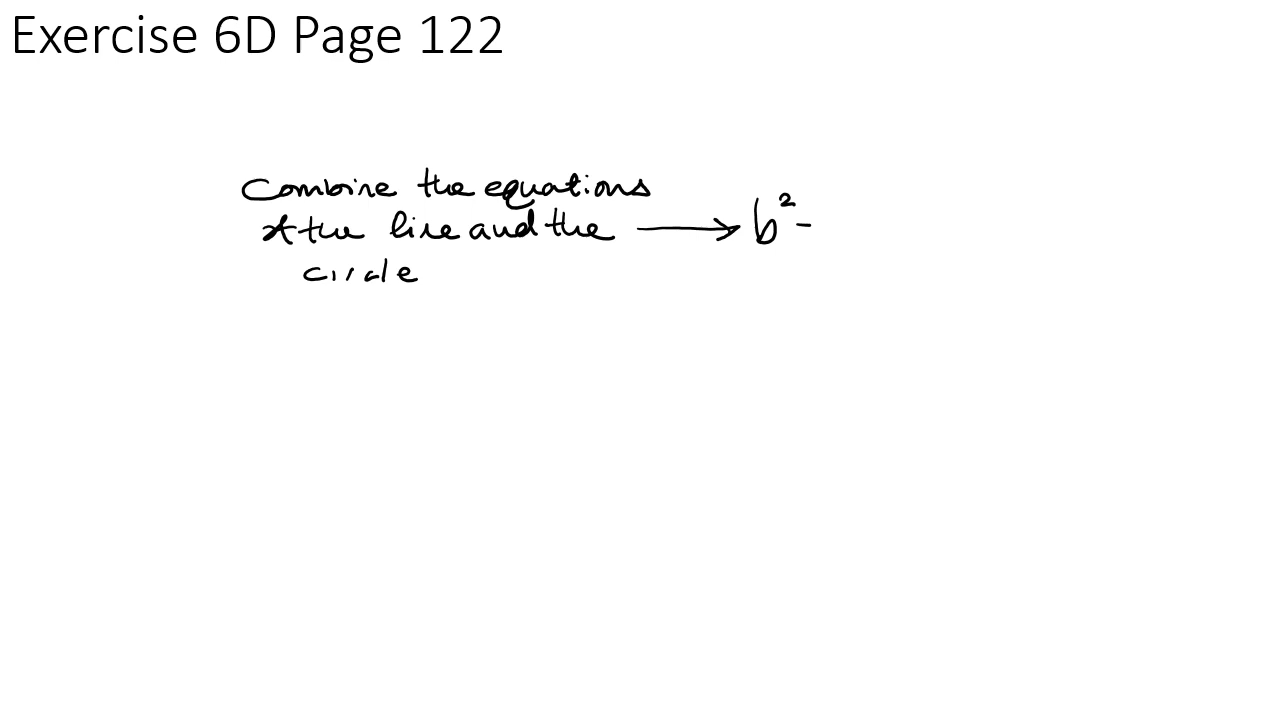 Exercise 6D Page 122
Combine the equations
of the line and the → b² –
circle